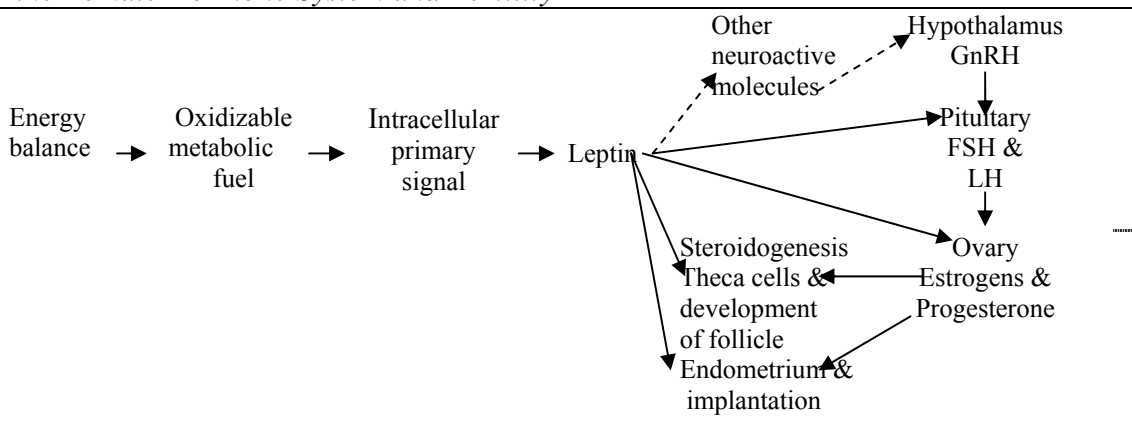 Other
neuroactive
molecules
Hypothalamus
GnRH
Energy
balance
Oxidizable
metabolic
fuel
Intracellular
primary
signal
Leptin
Pituitary
FSH &
LH
Steroidogenesis
Theca cells &
development
of follicle
Endometrium &
implantation
Ovary
Estrogens &
Progesterone